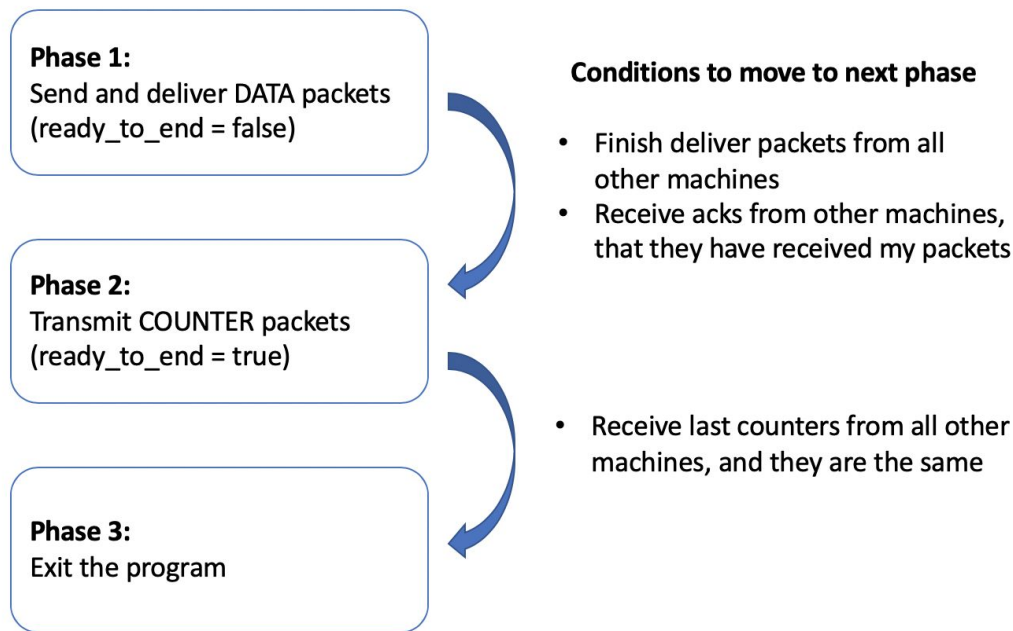 Phase 1:
Send and deliver DATA packets
(ready_to_end = false)
Conditions to move to next phase
• Finish deliver packets from all
other machines
• Receive acks from other machines,
that they have received my packets
Phase 2:
Transmit COUNTER packets
(ready_to_end = true)
• Receive last counters from all other
machines, and they are the same
Phase 3:
Exit the program